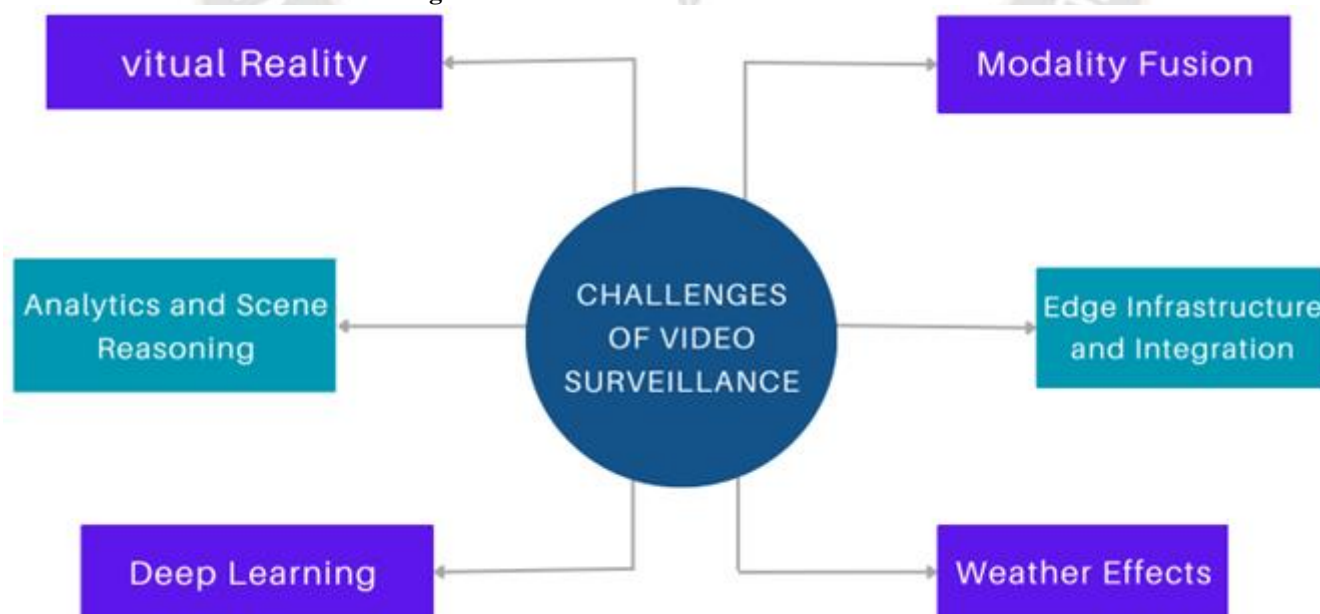 vitual Reality
Modality Fusion
CHALLENGES
OF VIDEO
SURVEILLANCE
Analytics and Scene
Reasoning
Edge Infrastructure
and Integration
Deep Learning
Weather Effects